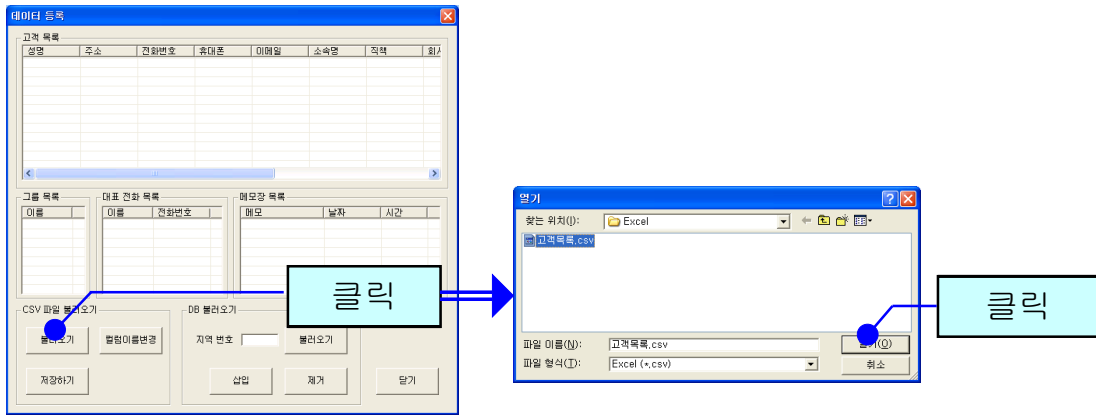 데이터 등록
고객 목록
성명 주소 전화번호 휴대폰 이메일 소속명 직책
그룹 목록 대표 전화 목록 메모장 목록
이름 이름 전화번호 메모 날짜 시간
클릭
CSV 파일 불러오기 DB 불러오기
불러오기 컬럼이름변경 지역 번호 불러오기
저장하기 삽입 제거 닫기
열기
찾는 위치(I): Excel
고객목록.csv
클릭
파일 이름(N): 고객목록.csv 열기(O)
파일 형식(T): Excel (*.csv) 취소